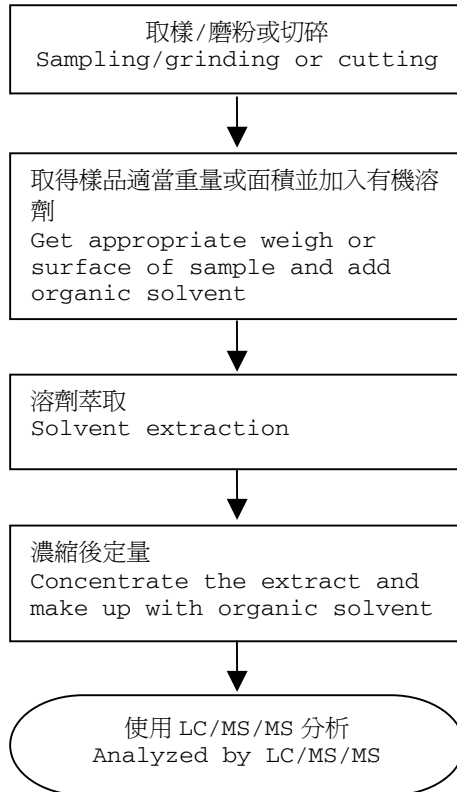 取樣/磨粉或切碎
Sampling/grinding or cutting
取得樣品適當重量或面積並加入有機溶
劑
Get appropriate weigh or
surface of sample and add
organic solvent
溶劑萃取
Solvent extraction
濃縮後定量
Concentrate the extract and
make up with organic solvent
使用 LC/MS/MS 分析
Analyzed by LC/MS/MS